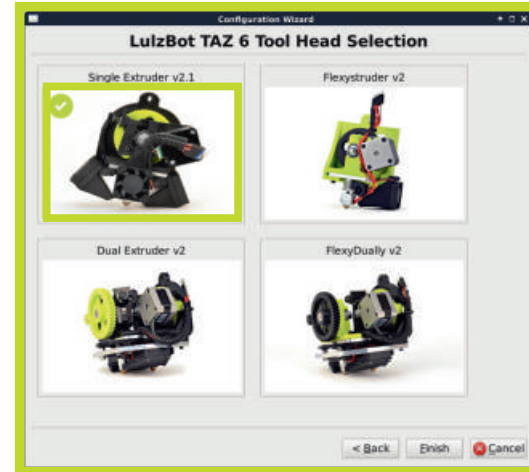 Configuration Wizard
LulzBot TAZ 6 Tool Head Selection
Single Extruder v2.1
Flexystruder v2
Dual Extruder v2
FlexyDually v2
< Back
Finish
Cancel